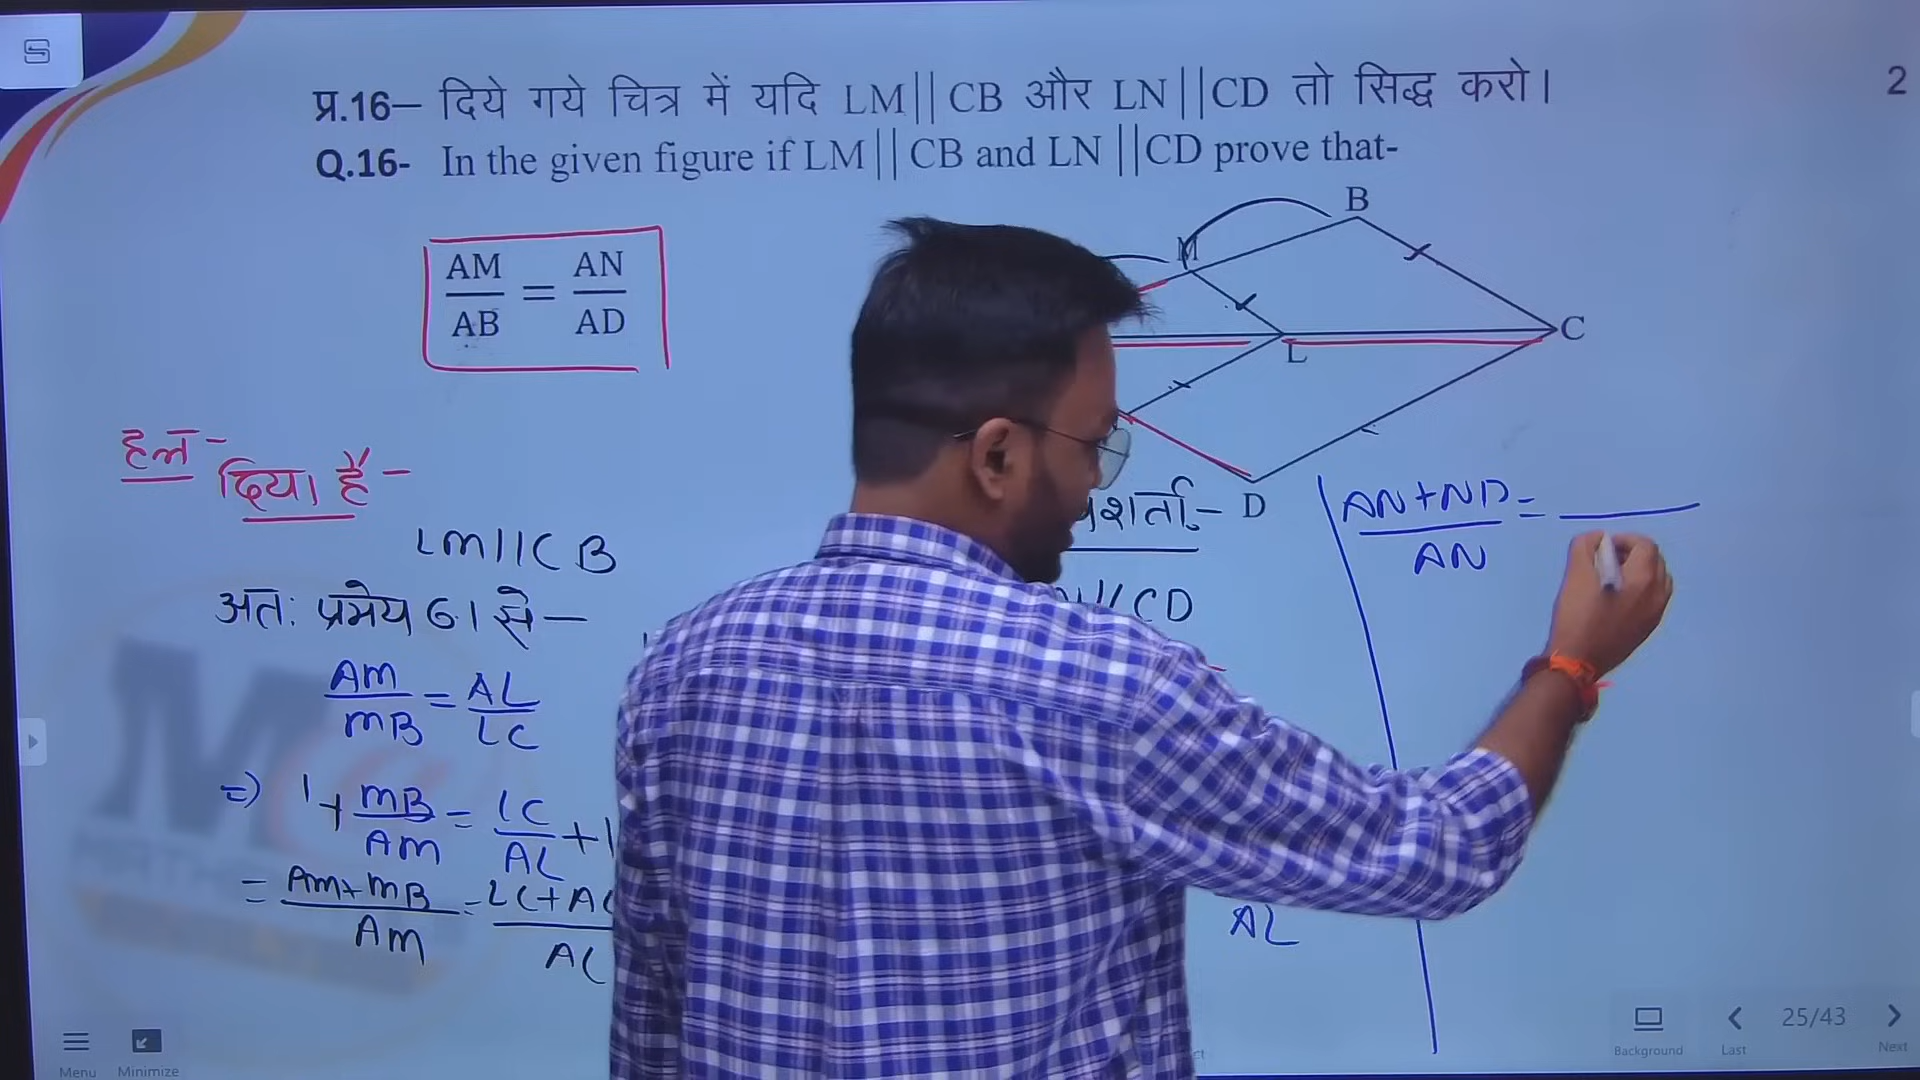 प्र.16– दिये गये चित्र में यदि LM||CB और LN||CD तो सिद्ध करो।
2
Q.16- In the given figure if LM||CB and LN||CD prove that-
AM/AB = AN/AD
B
M
C
L
D
हल-
दिया है-
LM||CB
अतः प्रमेय 6.1 से-
AM/MB = AL/LC
=) 1+MB/AM = LC/AL+1
= AM+MB/AM = LC+AL/AL
CD
AL
AN+ND/AN =
Menu
Minimize
Background
Last
25/43
Next